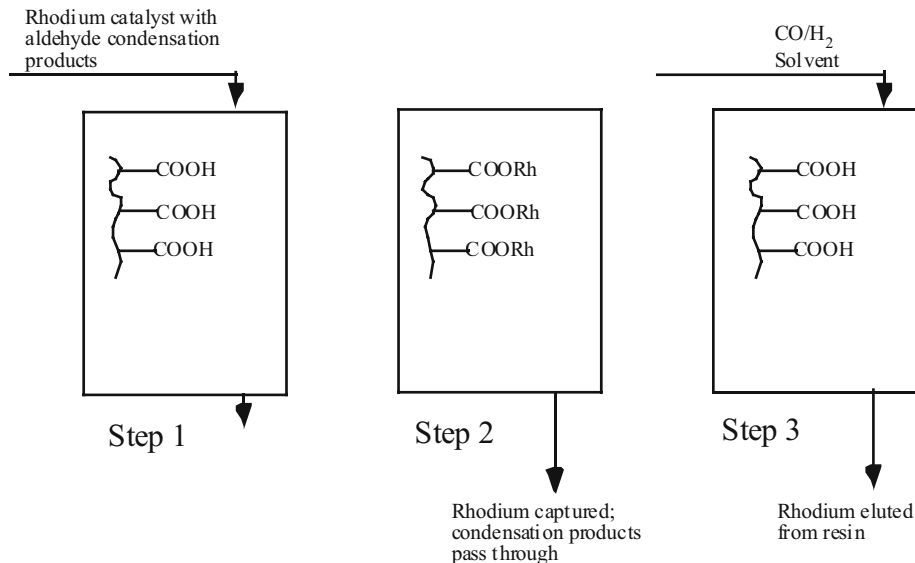 Rhodium catalyst with
aldehyde condensation
products
COOH
COOH
COOH
Step 1
COORh
COORh
COORh
Step 2
Rhodium captured;
condensation products
pass through
CO/H2
Solvent
COOH
COOH
COOH
Step 3
Rhodium eluted
from resin